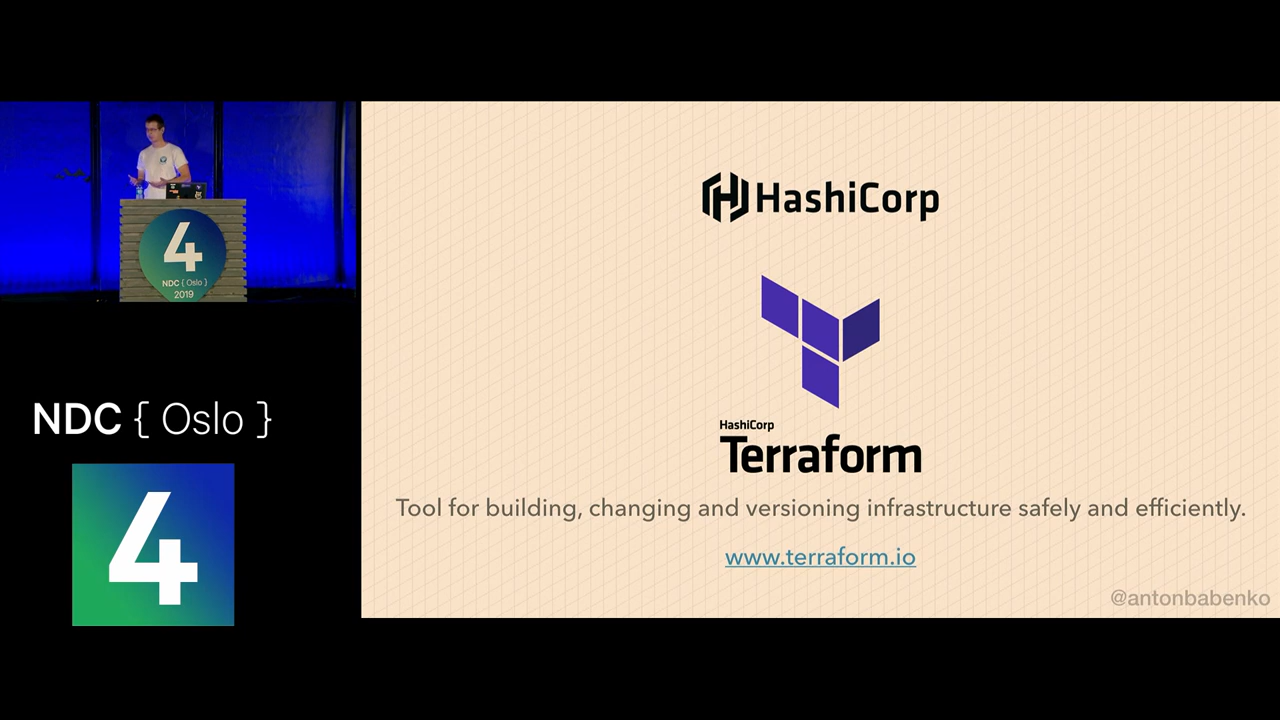 4
NDC { Oslo }
2019
NDC { Oslo }
4
HashiCorp
HashiCorp
Terraform
Tool for building, changing and versioning infrastructure safely and efficiently.
www.terraform.io
@antonbabenko